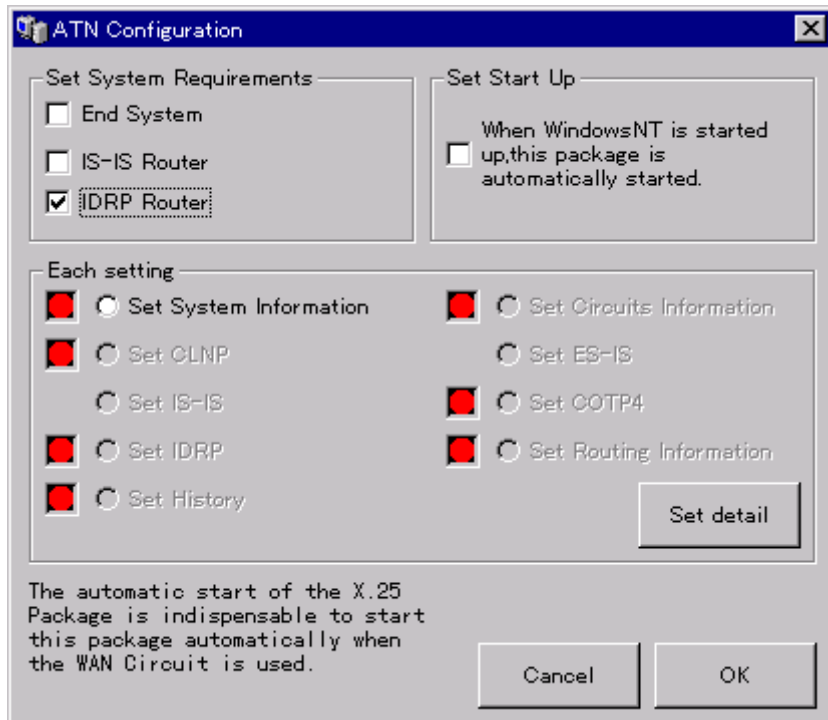 ATN Configuration
Set System Requirements
End System
IS-IS Router
IDRP Router
Set Start Up
When WindowsNT is started
up,this package is
automatically started.
Each setting
Set System Information
Set Circuits Information
Set CLNP
Set ES-IS
Set IS-IS
Set COTP4
Set IDRP
Set Routing Information
Set History
Set detail
The automatic start of the X.25
Package is indispensable to start
this package automatically when
the WAN Circuit is used.
Cancel
OK